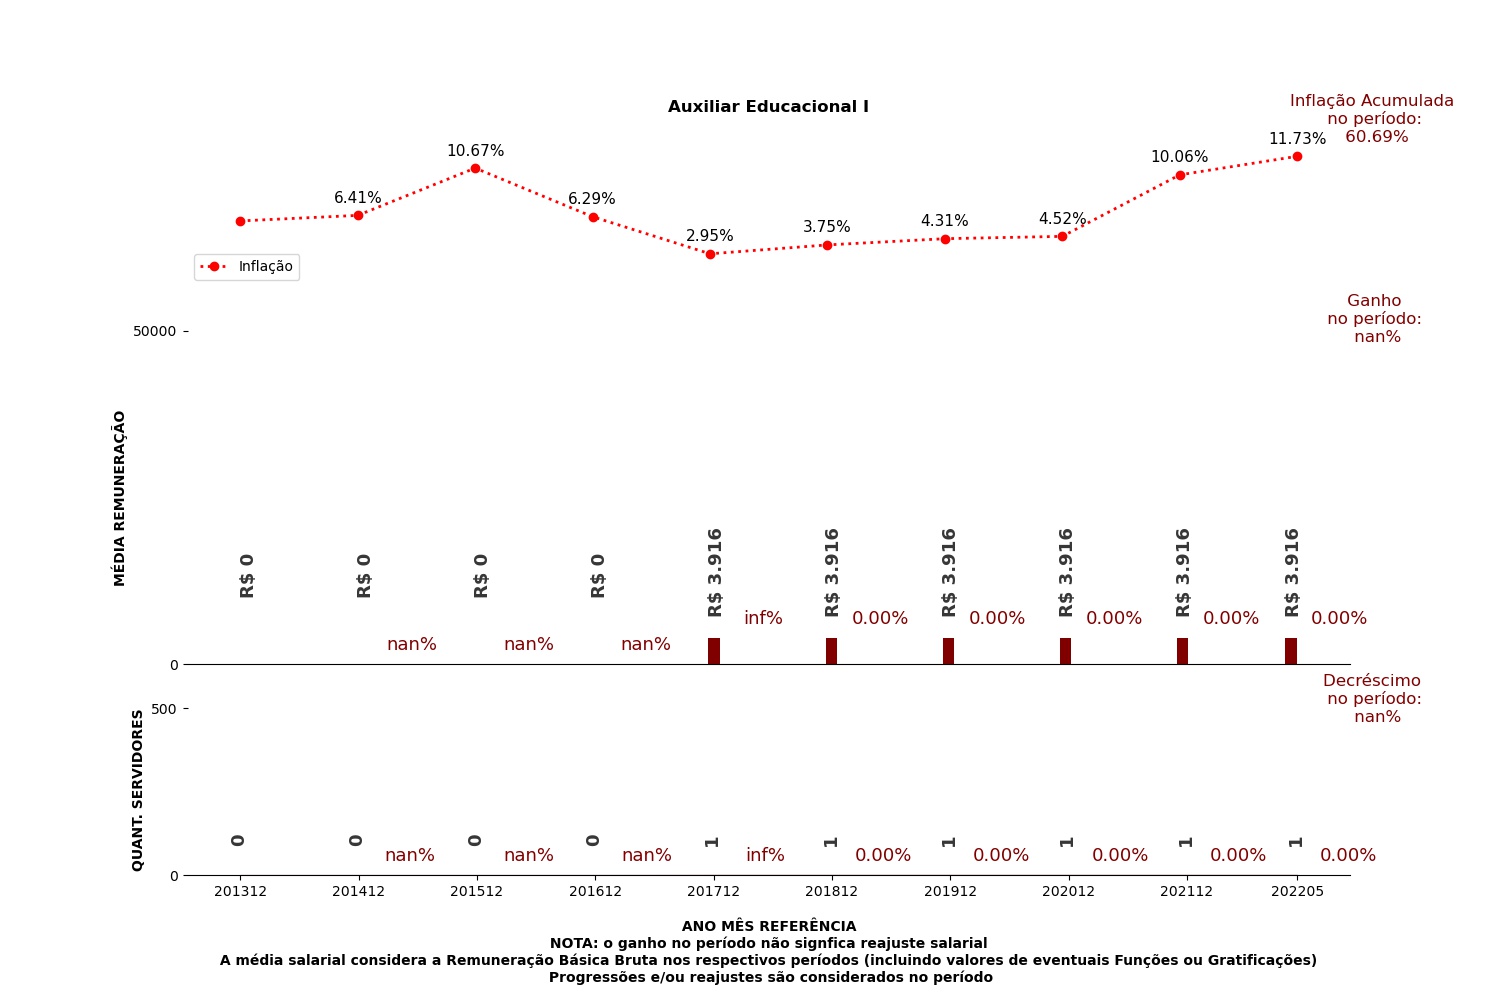 Auxiliar Educacional I
Inflação Acumulada
no período:
60.69%
6.41%
10.67%
6.29%
2.95%
3.75%
4.31%
4.52%
10.06%
11.73%
Inflação
Ganho
no período:
nan%
50000
MÉDIA REMUNERAÇÃO
R$ 0
R$ 0
R$ 0
R$ 0
R$ 3.916
R$ 3.916
R$ 3.916
R$ 3.916
R$ 3.916
R$ 3.916
nan%
nan%
nan%
inf%
0.00%
0.00%
0.00%
0.00%
0.00%
0
Decréscimo
no período:
nan%
500
QUANT. SERVIDORES
0
0
0
0
1
1
1
1
1
1
nan%
nan%
nan%
inf%
0.00%
0.00%
0.00%
0.00%
0.00%
0
201312
201412
201512
201612
201712
201812
201912
202012
202112
202205
ANO MÊS REFERÊNCIA
NOTA: o ganho no período não signfica reajuste salarial
A média salarial considera a Remuneração Básica Bruta nos respectivos períodos (incluindo valores de eventuais Funções ou Gratificações)
Progressões e/ou reajustes são considerados no período